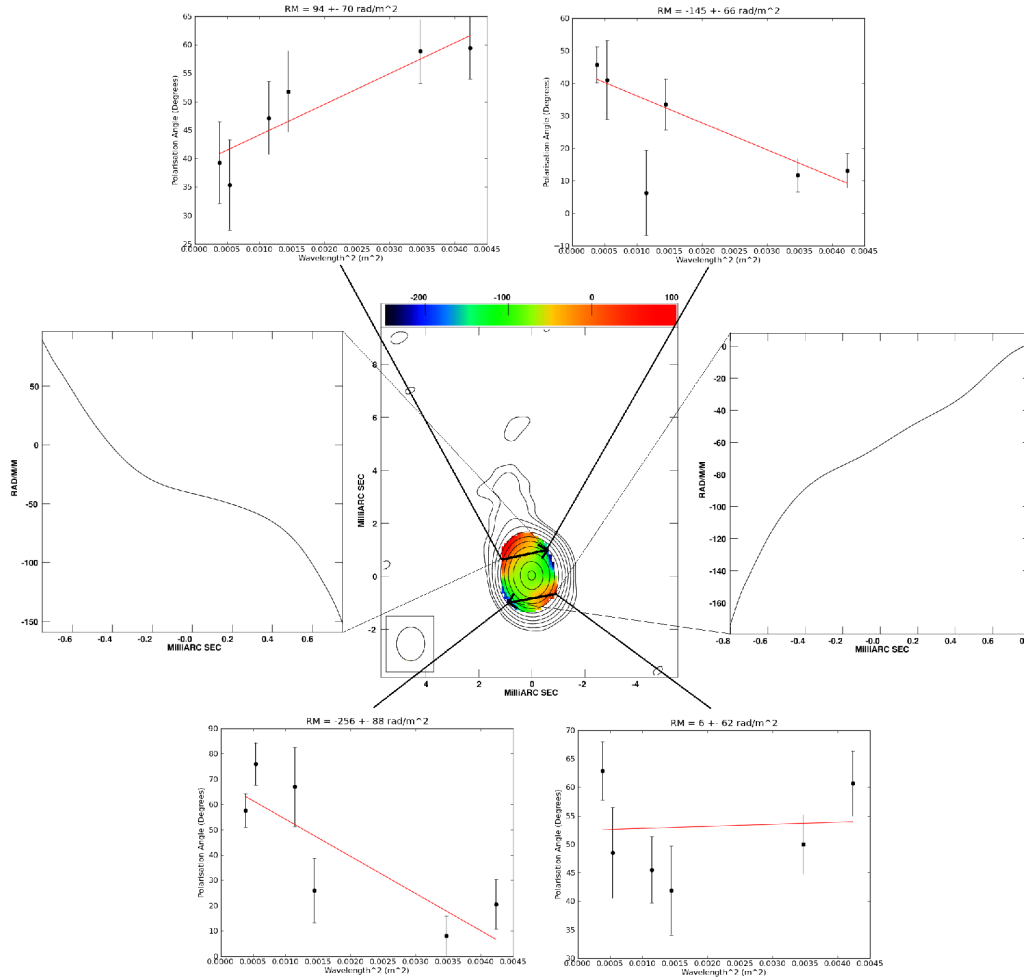 RM = 94 +- 70 rad/m^2
65
60
55
50
45
40
35
30
25
Polarisation Angle (Degrees)
0.0000 0.0005 0.0010 0.0015 0.0020 0.0025 0.0030 0.0035 0.0040 0.0045
Wavelength^2 (m^2)
RM = -145 +- 66 rad/m^2
60
50
40
30
20
10
0
−10
Polarisation Angle (Degrees)
0.0000 0.0005 0.0010 0.0015 0.0020 0.0025 0.0030 0.0035 0.0040 0.0045
Wavelength^2 (m^2)
50
0
-50
-100
-150
RAD/M/M
-0.6 -0.4 -0.2 -0.0 0.2 0.4 0.6
MilliARC SEC
-200 -100 0 100
8
6
4
2
0
-2
MilliARC SEC
4 2 0 -2 -4
MilliARC SEC
0
-20
-40
-60
-80
-100
-120
-140
-160
RAD/M/M
-0.8 -0.6 -0.4 -0.2 -0.0 0.2 0.4 0.6 0.8
MilliARC SEC
RM = -256 +- 88 rad/m^2
90
80
70
60
50
40
30
20
10
0
Polarisation Angle (Degrees)
0.0000 0.0005 0.0010 0.0015 0.0020 0.0025 0.0030 0.0035 0.0040 0.0045
Wavelength^2 (m^2)
RM = 6 +- 62 rad/m^2
70
65
60
55
50
45
40
35
30
Polarisation Angle (Degrees)
0.0000 0.0005 0.0010 0.0015 0.0020 0.0025 0.0030 0.0035 0.0040 0.0045
Wavelength^2 (m^2)